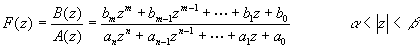 F(z) = B(z)/A(z) = (b_m z^m + b_{m-1} z^{m-1} + ⋯ + b_1 z + b_0)/(a_n z^n + a_{n-1} z^{n-1} + ⋯ + a_1 z + a_0) α < |z| < β